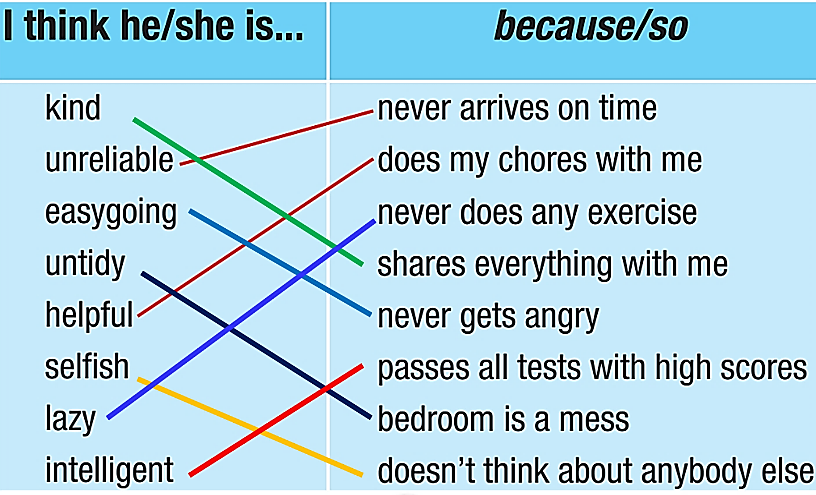 I think he/she is...
because/so
kind
never arrives on time
unreliable
does my chores with me
easygoing
never does any exercise
untidy
shares everything with me
helpful
never gets angry
selfish
passes all tests with high scores
lazy
bedroom is a mess
intelligent
doesn't think about anybody else